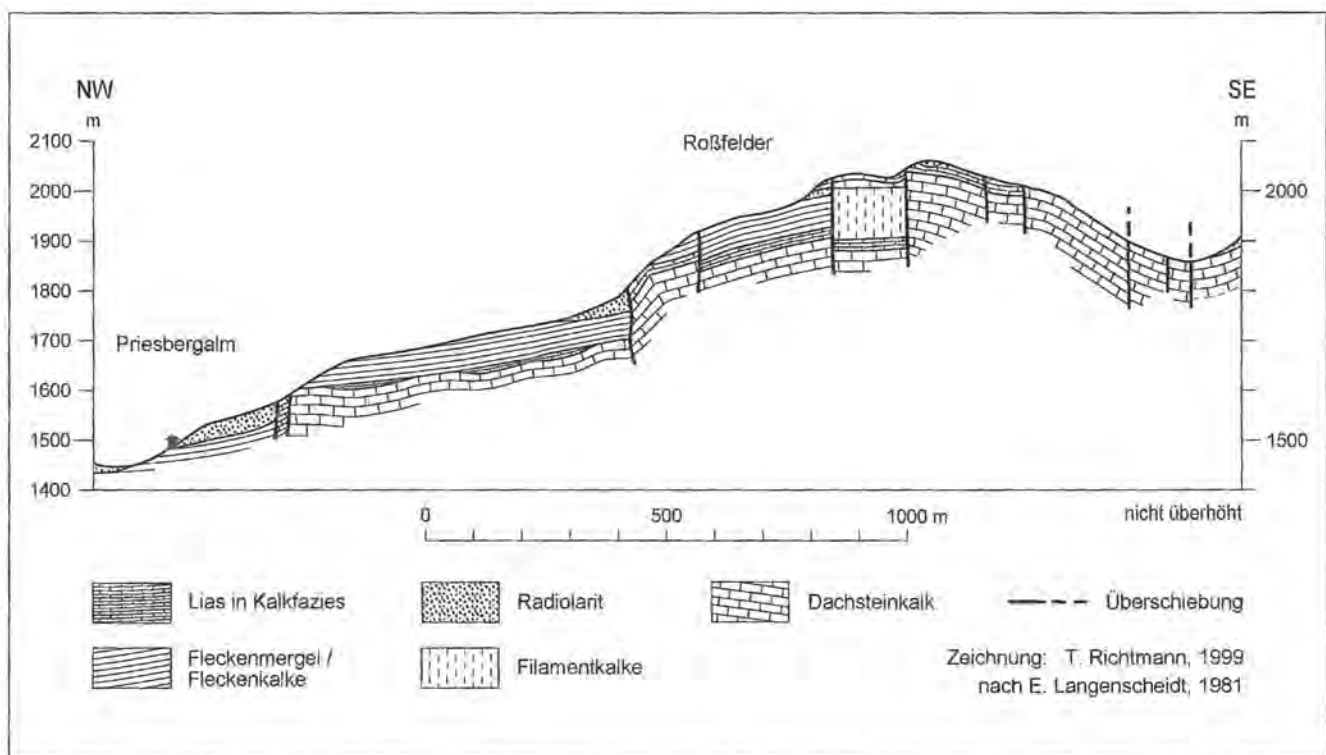 NW
SE
m
m
Roßfelder
2100
2000
2000
1900
1800
Priesbergalm
1700
1600
1500
1500
1400
0
500
1000 m
nicht überhöht
Lias in Kalkfazies
Radiolarit
Dachsteinkalk
Überschiebung
Fleckenmergel /
Fleckenkalke
Filamentkalke
Zeichnung: T. Richtmann, 1999
nach E. Langenscheidt, 1981